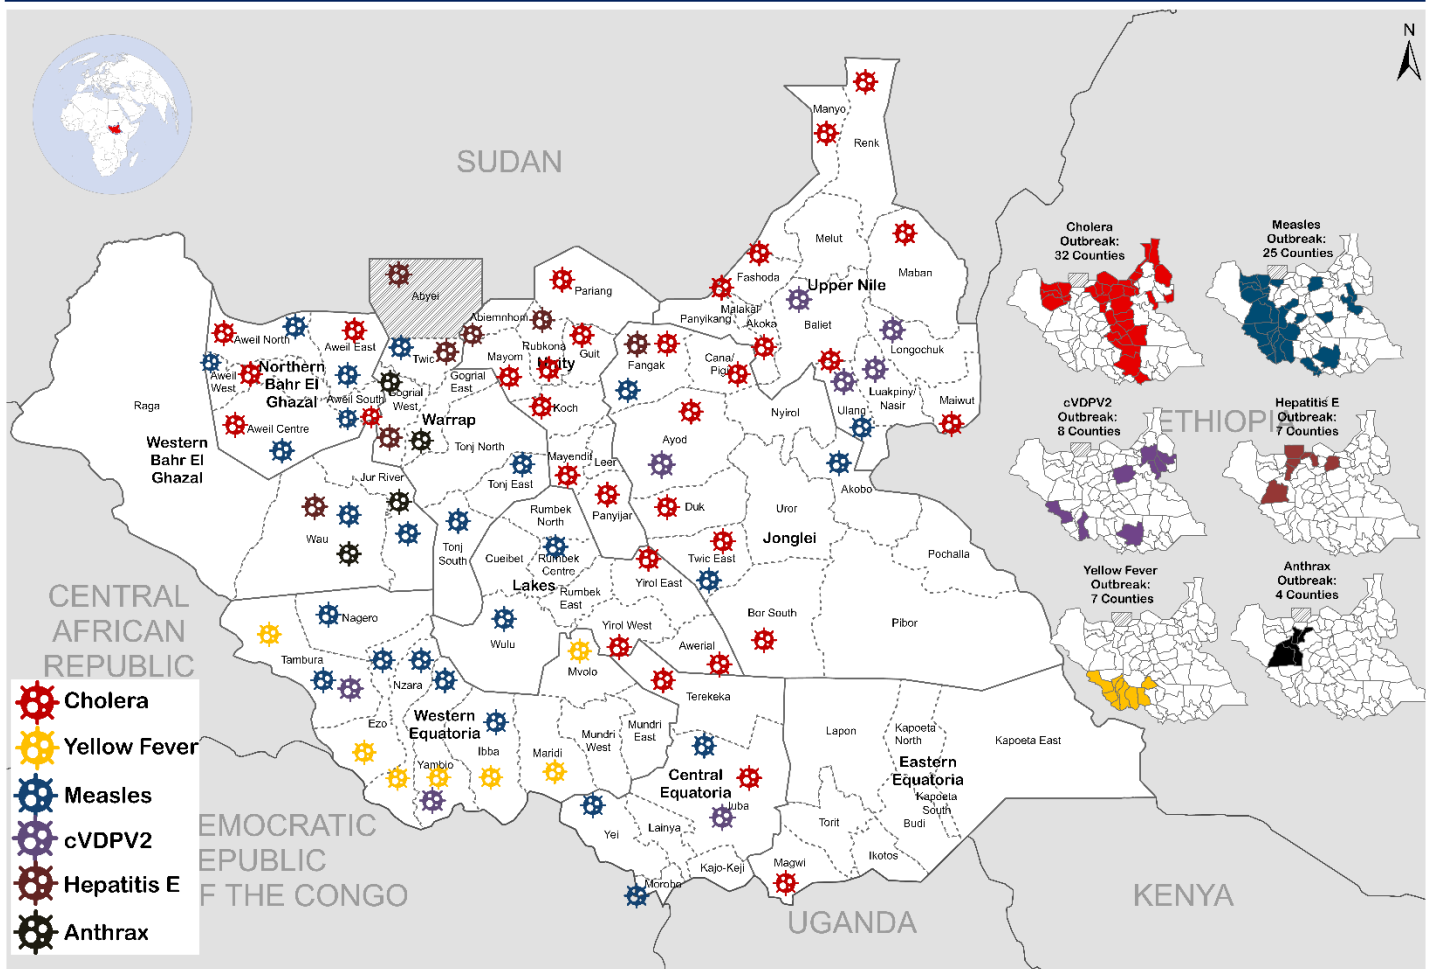 N
SUDAN
Manyo
Renk
Melut
Maban
Fashoda
Upper Nile
Malakal
Panyikang
Akoka
Baliet
Longochuk
Luakpiny/
Nasir
Maiwut
Ulang
Abyei
Pariang
Abiemnhom
Rubkona
Unity
Guit
Mayom
Koch
Mayendit
Leer
Panyijar
Fangak
Cana/
Pigi
Nyirol
Ayod
Duk
Uror
Akobo
Jonglei
Twic East
Pochalla
Bor South
Pibor
Aweil North
Aweil East
Aweil
West
Northern
Bahr El
Ghazal
Aweil South
Aweil Centre
Twic
Gogrial
East
Gogrial
West
Warrap
Tonj North
Tonj East
Tonj
South
Raga
Western
Bahr El
Ghazal
Jur River
Wau
Rumbek
North
Cueibet
Rumbek
Centre
Lakes
Rumbek
East
Wulu
Yirol East
Yirol West
Awerial
CENTRAL
AFRICAN
REPUBLIC
Nagero
Tambura
Nzara
Ezo
Western
Equatoria
Yambio
Ibba
Maridi
Mvolo
Mundri
West
Mundri
East
Terekeka
Central
Equatoria
Juba
Yei
Lainya
Kajo-Keji
Morobo
Lapon
Kapoeta
North
Kapoeta East
Eastern
Equatoria
Kapoeta
South
Budi
Torit
Ikotos
Magwi
EMOCRATIC
EPUBLIC
F THE CONGO
UGANDA
KENYA
ETHIOPIA
Cholera
Outbreak:
32 Counties
Measles
Outbreak:
25 Counties
cVDPV2
Outbreak:
8 Counties
Hepatitis E
Outbreak:
7 Counties
Yellow Fever
Outbreak:
7 Counties
Anthrax
Outbreak:
4 Counties
Cholera
Yellow Fever
Measles
cVDPV2
Hepatitis E
Anthrax